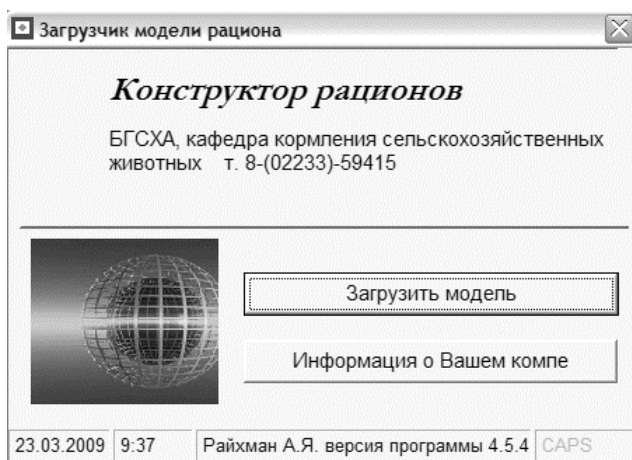 Загрузчик модели рациона
Конструктор рационов
БГСХА, кафедра кормления сельскохозяйственных
животных т. 8-(02233)-59415
Загрузить модель
Информация о Вашем компе
23.03.2009 9:37 Райхман А.Я. версия программы 4.5.4 CAPS